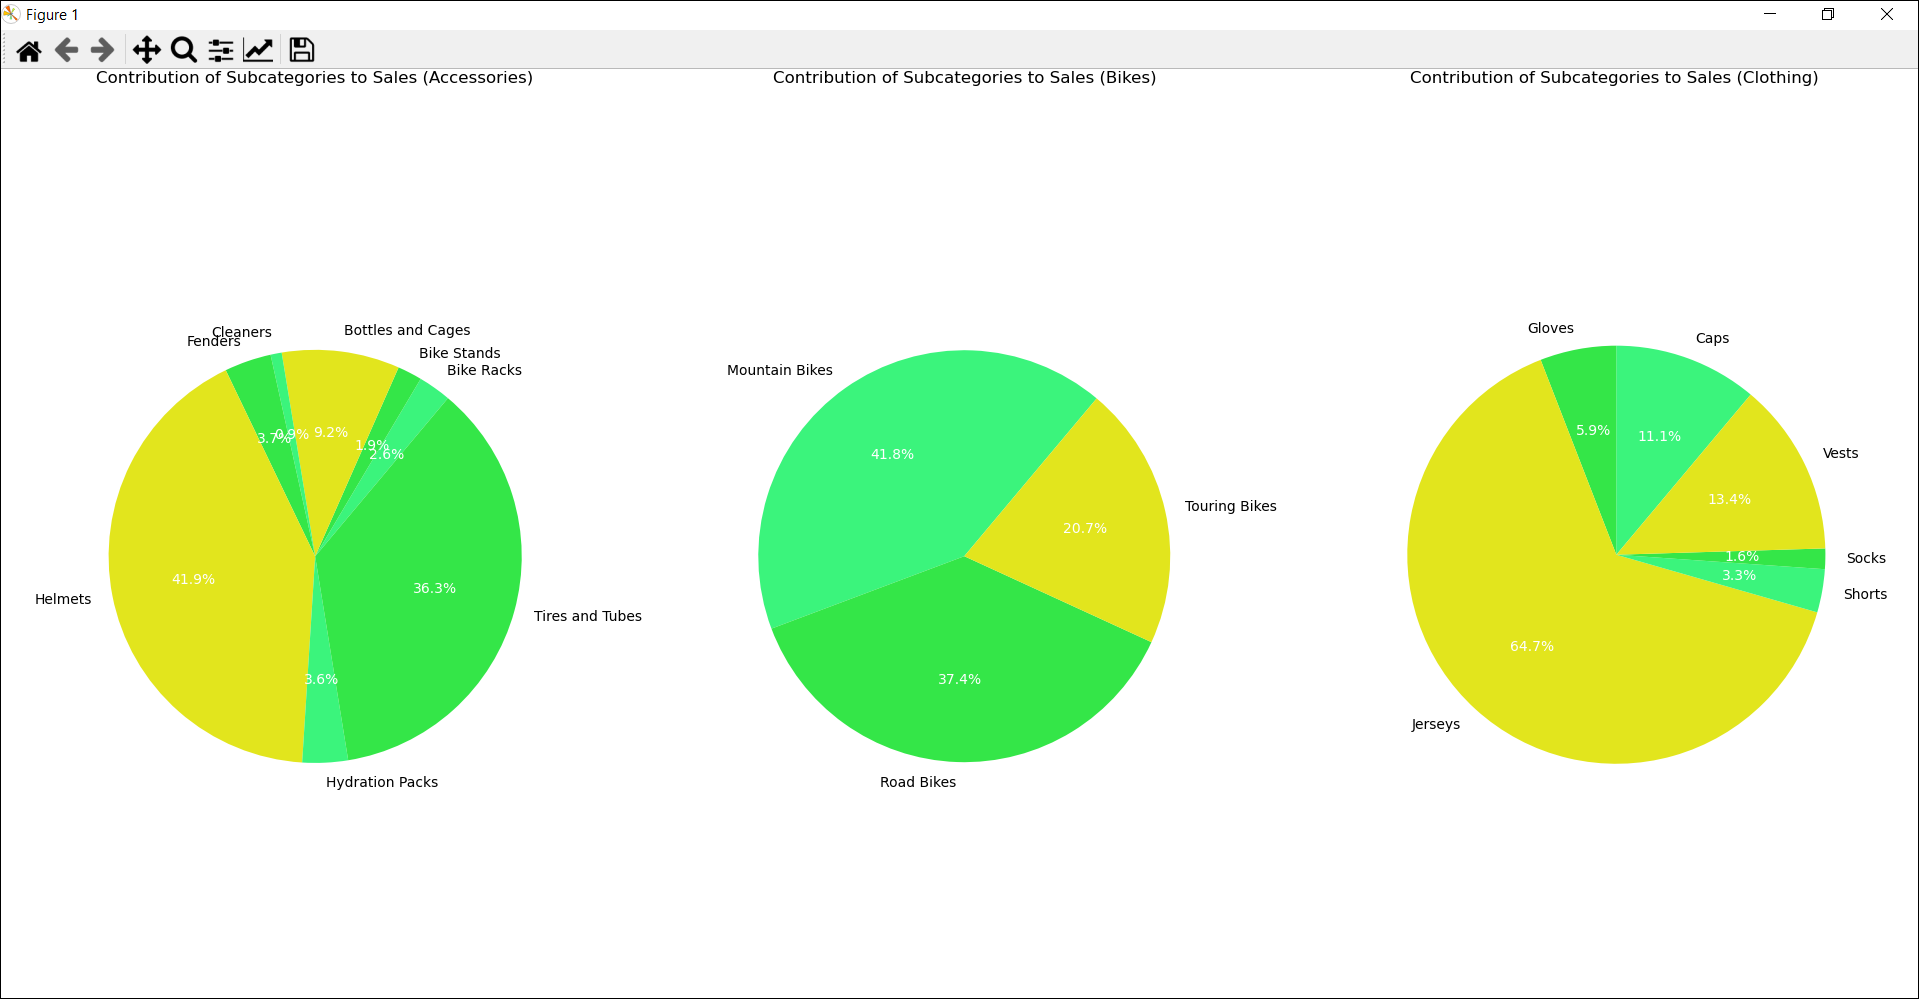 Figure 1
Contribution of Subcategories to Sales (Accessories)
Cleaners
Fenders
Bottles and Cages
Bike Stands
Bike Racks
3.7%
0.9%
9.2%
1.9%
2.6%
41.9%
36.3%
Helmets
Tires and Tubes
3.6%
Hydration Packs
Contribution of Subcategories to Sales (Bikes)
Mountain Bikes
41.8%
Touring Bikes
20.7%
37.4%
Road Bikes
Contribution of Subcategories to Sales (Clothing)
Gloves
Caps
5.9%
11.1%
Vests
13.4%
1.6%
Socks
3.3%
Shorts
64.7%
Jerseys